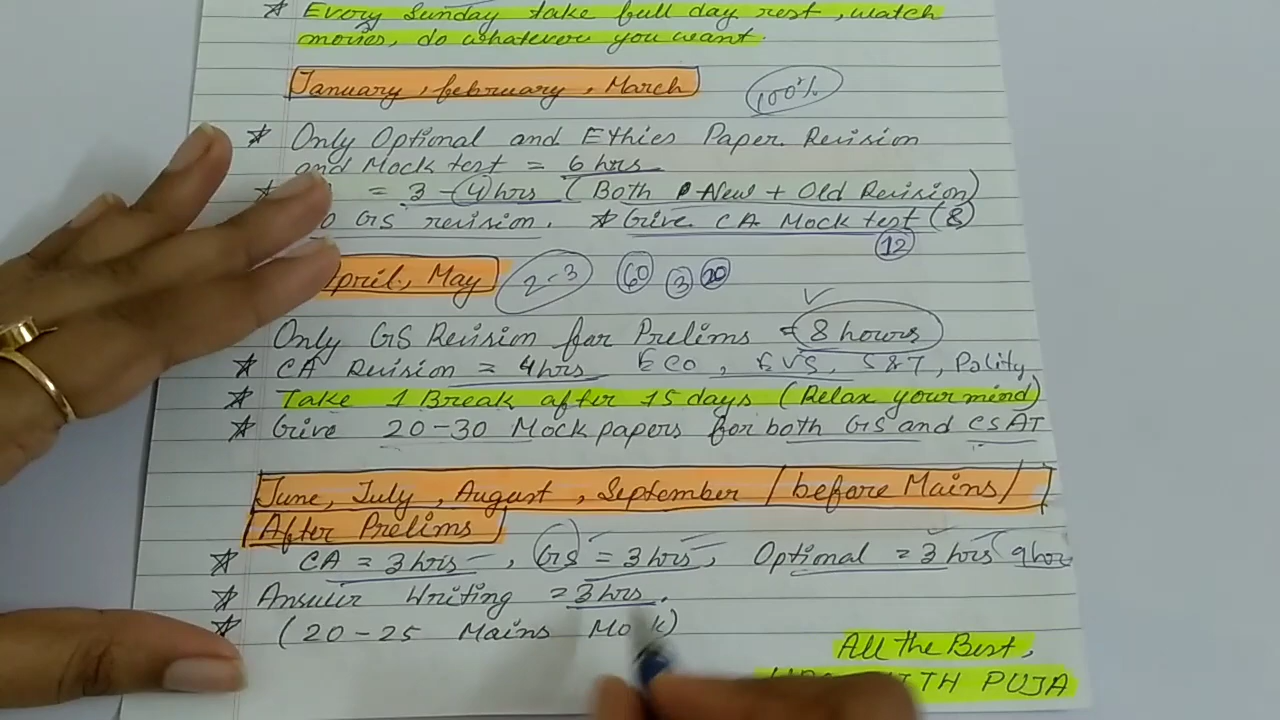 * Every Sunday take full day rest, watch
movies, do whatever you want.
January, february, March 100%
* Only Optional and Ethics Paper Revision
and Mock test = 6 hrs
* = 3-4 hrs (Both New + Old Revision)
GS revision. * Give CA Mock test (8)
12
April, May 2-3 60 3 20
Only GS Revision for Prelims = 8 hours
* CA Revision = 4hrs ECO, EVS, S&T, Polity
* Take 1 Break after 15 days (Relax your mind)
* Give 20-30 Mock papers for both GS and CSAT
June, July, August, September / before Mains /
After Prelims
* CA = 3 hrs, GS = 3 hrs, Optional = 3 hrs 9 hor
* Answer Writing = 3 hrs.
* (20-25 Mains Mock)
All the Best,
WITH PUJA